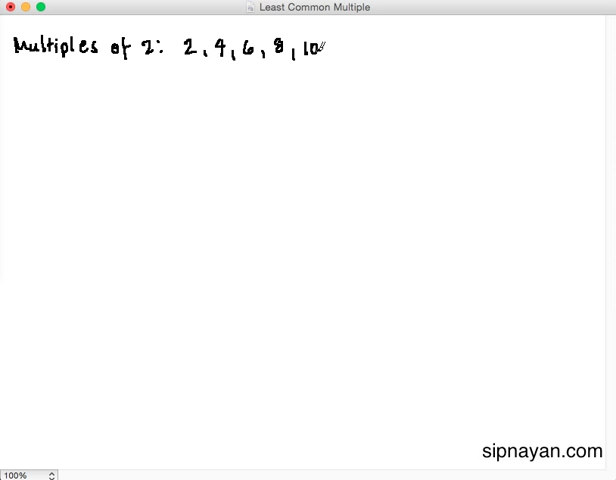 Least Common Multiple
Multiples of 2: 2, 4, 6, 8, 10
sipnayan.com
100%